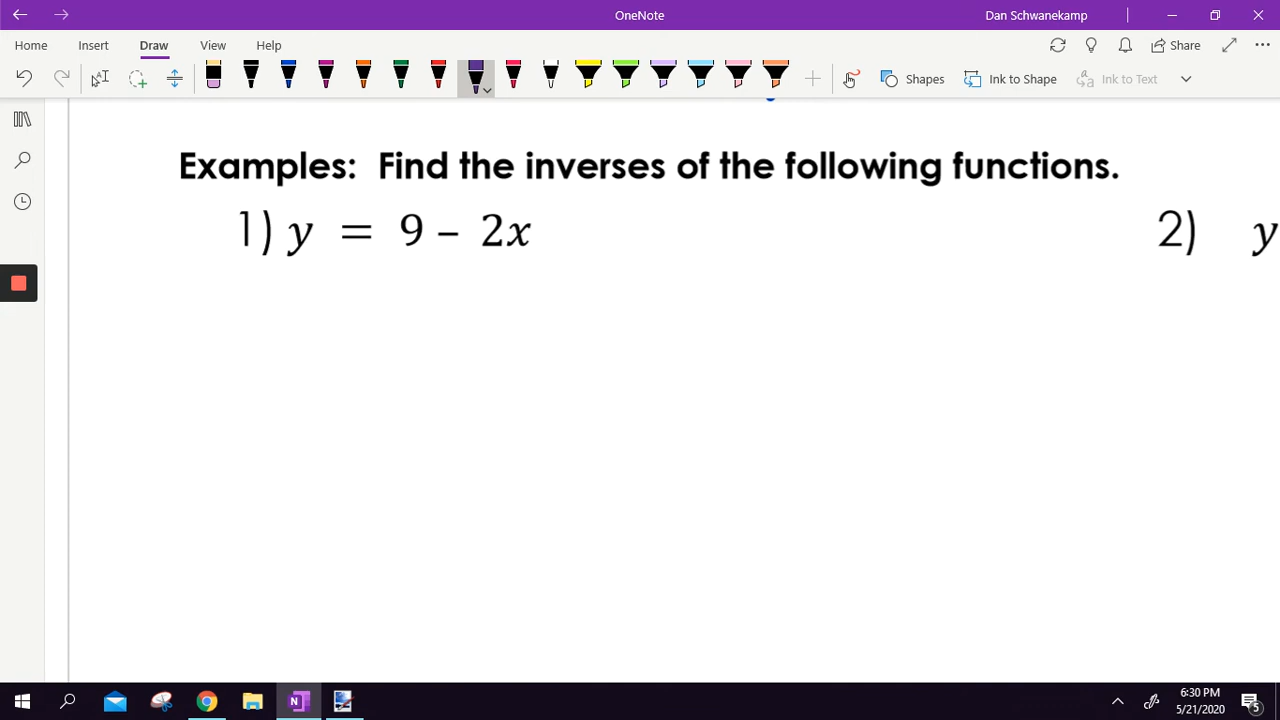 OneNote
Dan Schwanekamp
Home Insert Draw View Help
Share
Shapes Ink to Shape Ink to Text
Examples: Find the inverses of the following functions.
1) y = 9 – 2x
2) y
6:30 PM
5/21/2020
5